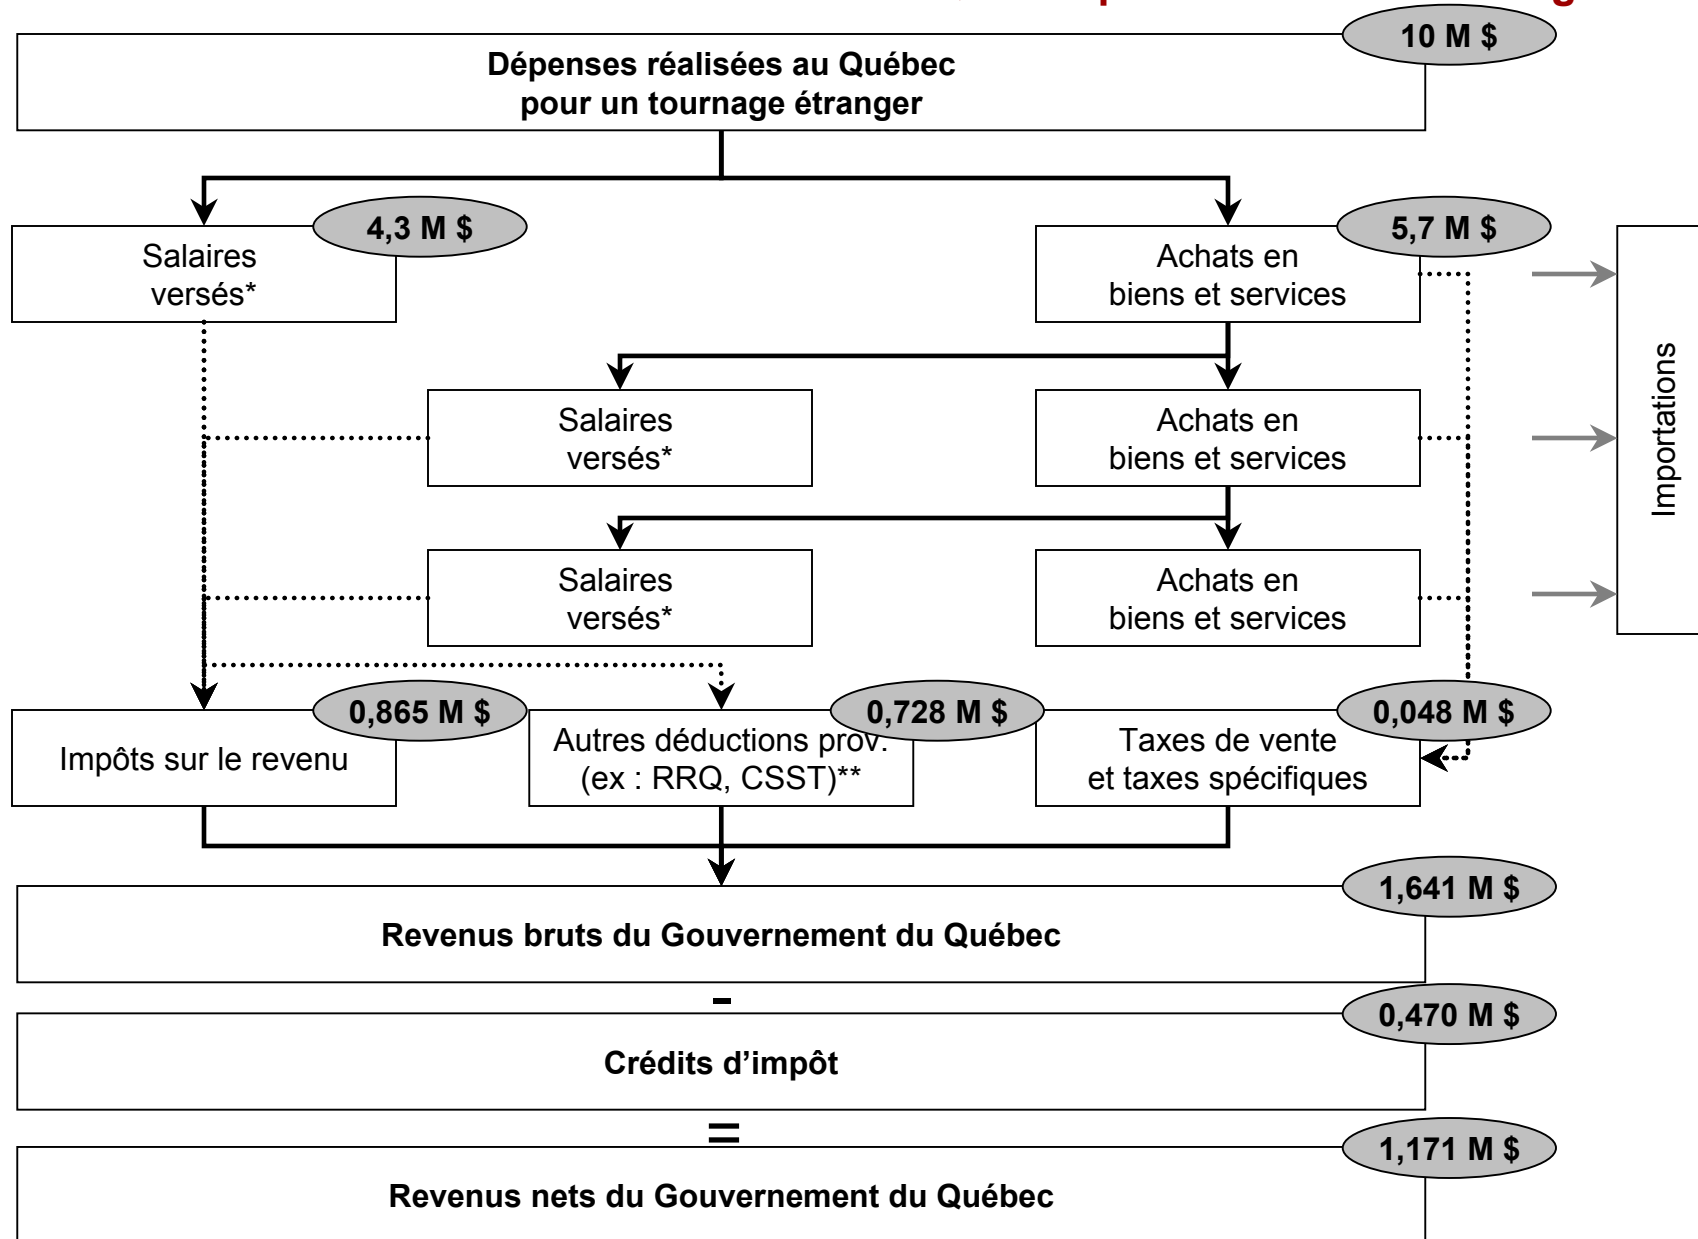 10 M $
Dépenses réalisées au Québec
pour un tournage étranger
4,3 M $
5,7 M $
Salaires
versés*
Achats en
biens et services
Importations
Salaires
versés*
Achats en
biens et services
Salaires
versés*
Achats en
biens et services
0,865 M $
0,728 M $
0,048 M $
Impôts sur le revenu
Autres déductions prov.
(ex : RRQ, CSST)**
Taxes de vente
et taxes spécifiques
1,641 M $
Revenus bruts du Gouvernement du Québec
-
0,470 M $
Crédits d’impôt
=
1,171 M $
Revenus nets du Gouvernement du Québec